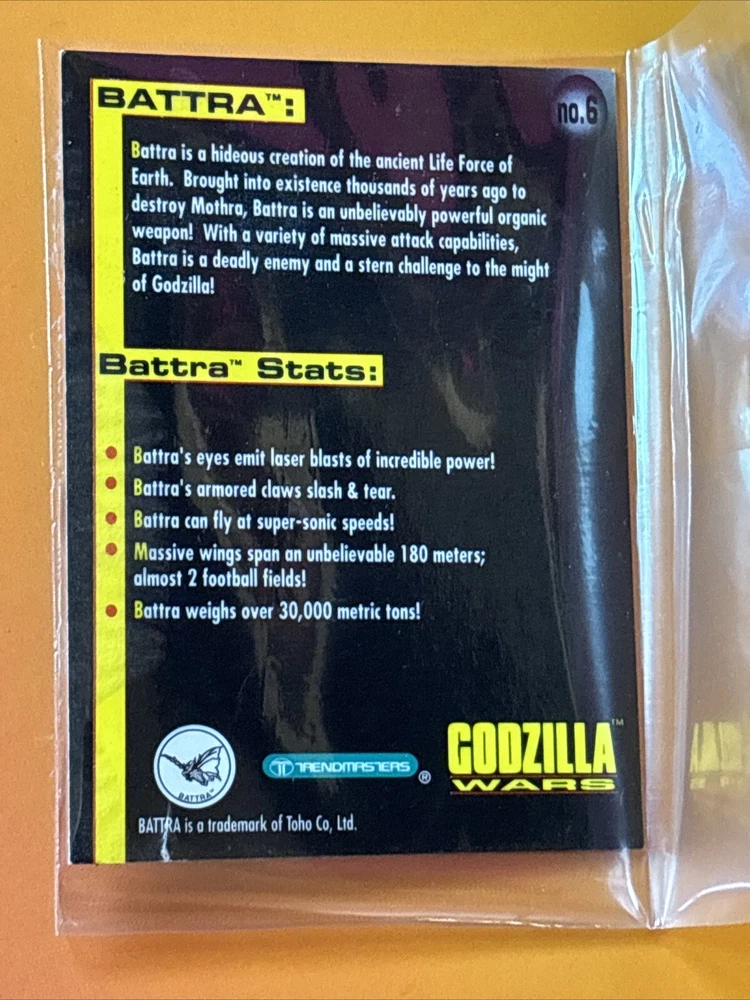 BATTRA™:
no.6
Battra is a hideous creation of the ancient Life Force of
Earth. Brought into existence thousands of years ago to
destroy Mothra, Battra is an unbelievably powerful organic
weapon! With a variety of massive attack capabilities,
Battra is a deadly enemy and a stern challenge to the might
of Godzilla!
Battra™ Stats:
Battra's eyes emit laser blasts of incredible power!
Battra's armored claws slash & tear.
Battra can fly at super-sonic speeds!
Massive wings span an unbelievable 180 meters;
almost 2 football fields!
Battra weighs over 30,000 metric tons!
BATTRA™
TRENDMASTERS®
GODZILLA™
WARS
BATTRA is a trademark of Toho Co, Ltd.